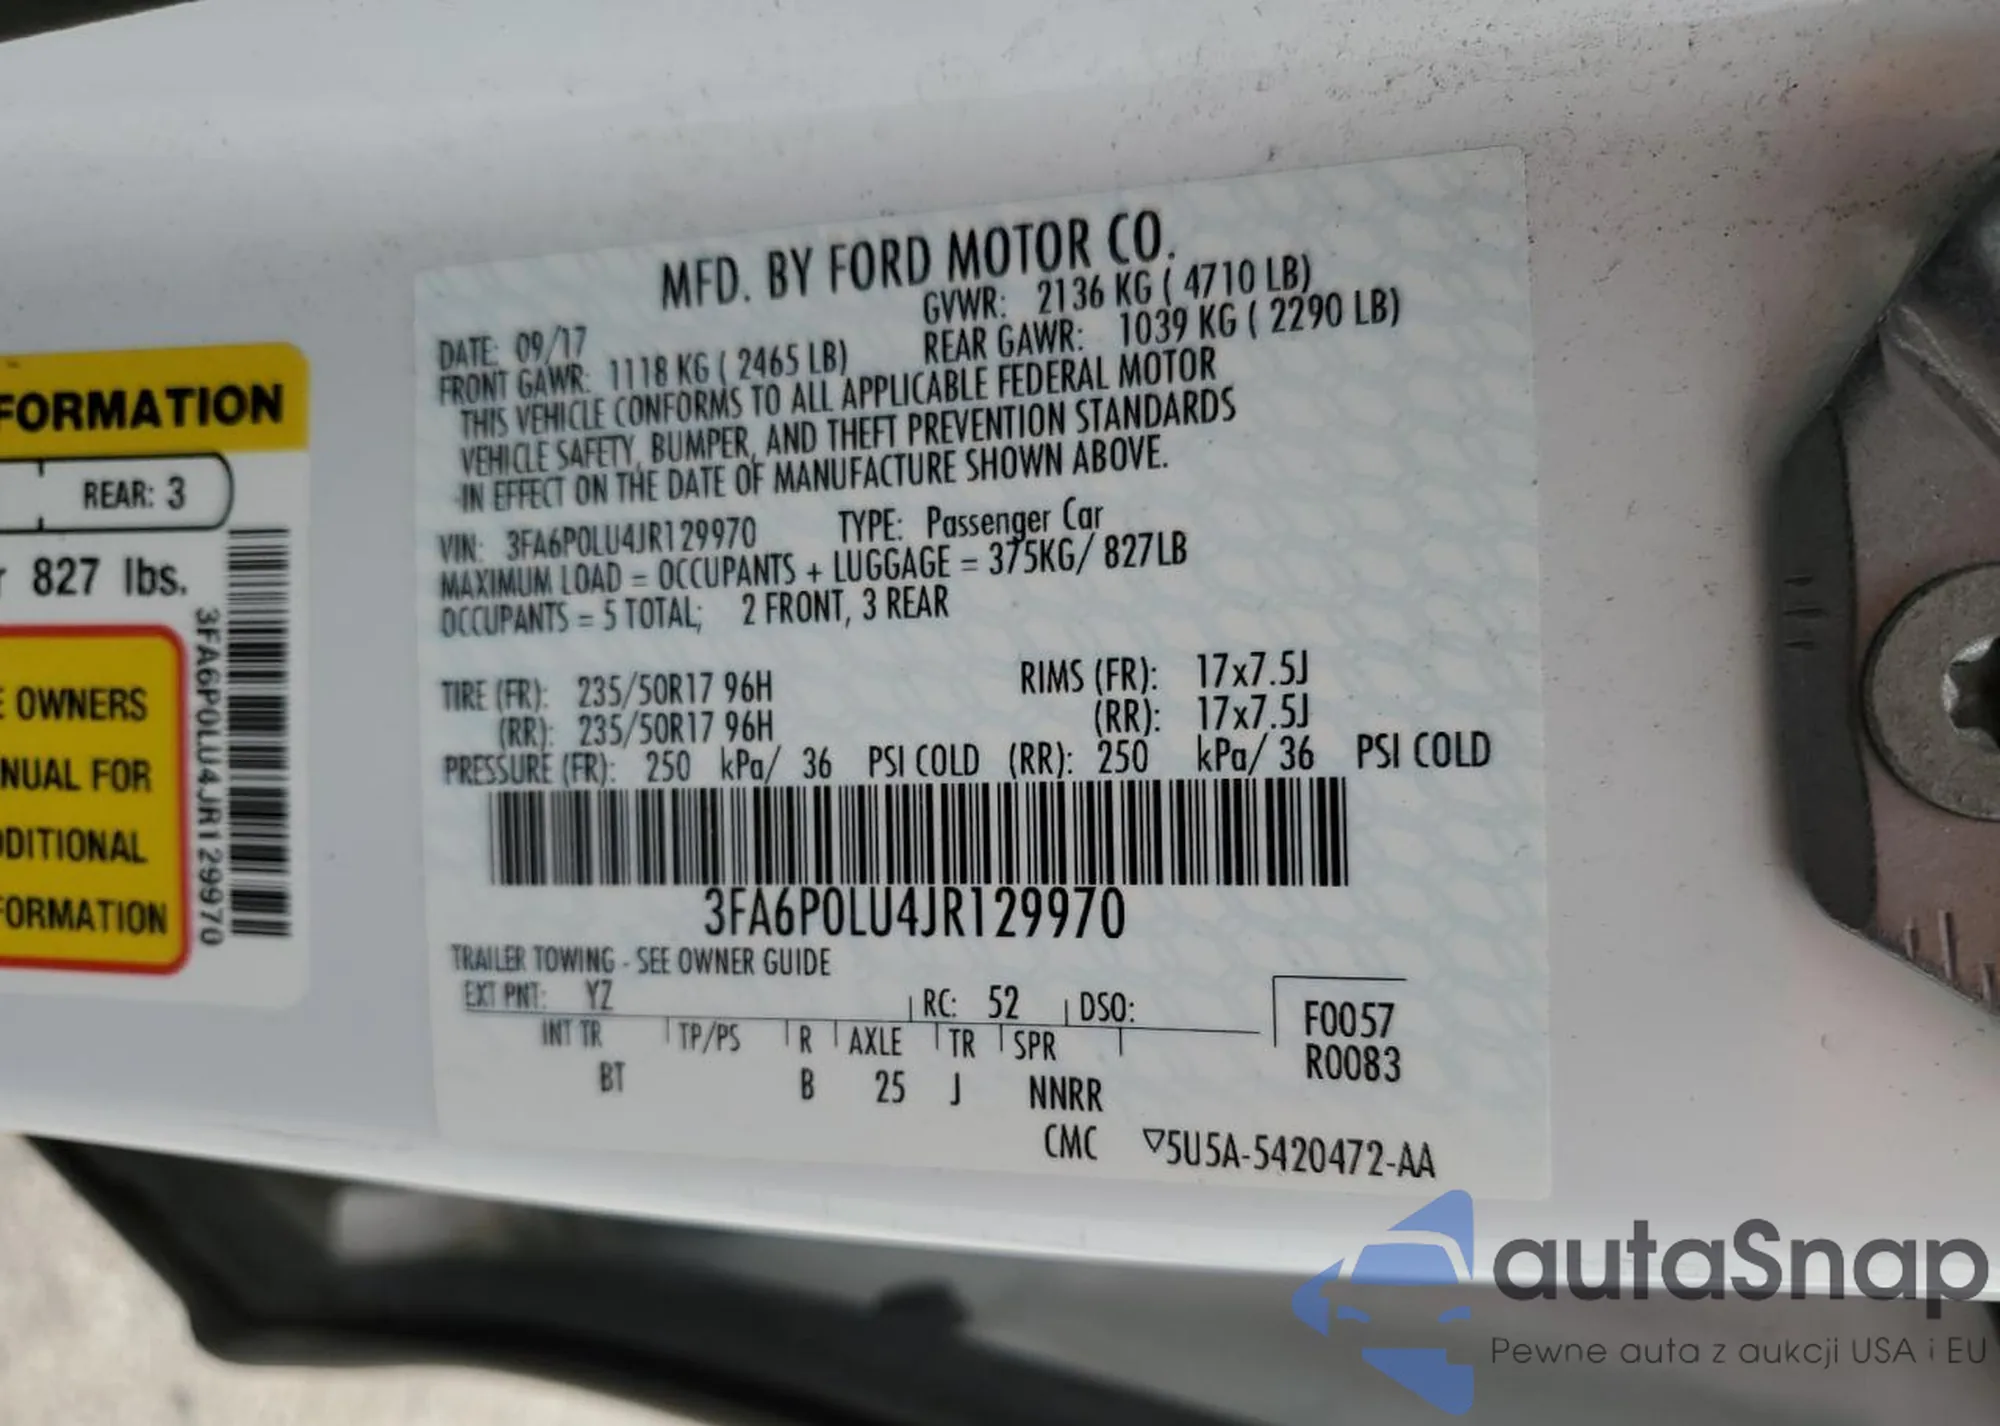 FORMATION
REAR: 3
827 lbs.
OWNERS
FOR
FORMATION
3FA6P0LU4JR129970
MFD. BY FORD MOTOR CO.
DATE: 09/17 GVWR: 2136 KG ( 4710 LB)
FRONT GAWR: 1118 KG ( 2465 LB) REAR GAWR: 1039 KG ( 2290 LB)
THIS VEHICLE CONFORMS TO ALL APPLICABLE FEDERAL MOTOR
VEHICLE SAFETY, BUMPER, AND THEFT PREVENTION STANDARDS
IN EFFECT ON THE DATE OF MANUFACTURE SHOWN ABOVE.
VIN: 3FA6P0LU4JR129970 TYPE: Passenger Car
MAXIMUM LOAD = OCCUPANTS + LUGGAGE = 375KG/ 827LB
OCCUPANTS = 5 TOTAL; 2 FRONT, 3 REAR
TIRE (FR): 235/50R17 96H RIMS (FR): 17x7.5J
(RR): 235/50R17 96H (RR): 17x7.5J
PRESSURE (FR): 250 kPa/ 36 PSI COLD (RR): 250 kPa/ 36 PSI COLD
3FA6P0LU4JR129970
TRAILER TOWING - SEE OWNER GUIDE
EXT PNT: YZ RC: 52 DSO: F0057
INT TR TP/PS R AXLE TR SPR R0083
BT B 25 J NNRR
CMC ▽5U5A-5420472-AA
autaSnap
Pewne auta z aukcji USA i EU